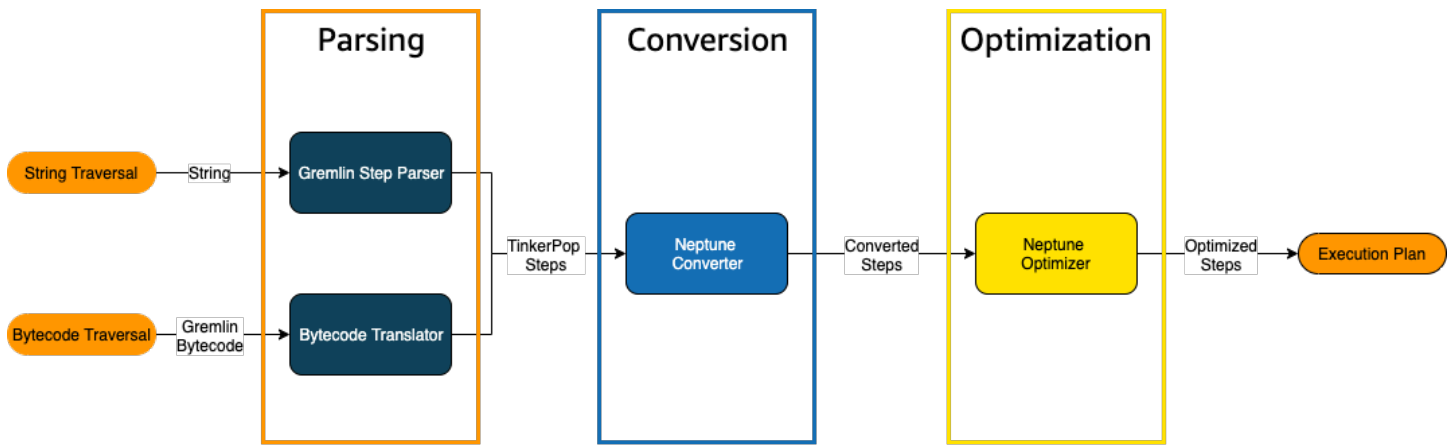 Parsing
Conversion
Optimization
String Traversal
String
Gremlin Step Parser
TinkerPop
Steps
Neptune
Converter
Converted
Steps
Neptune
Optimizer
Optimized
Steps
Execution Plan
Bytecode Traversal
Gremlin
Bytecode
Bytecode Translator